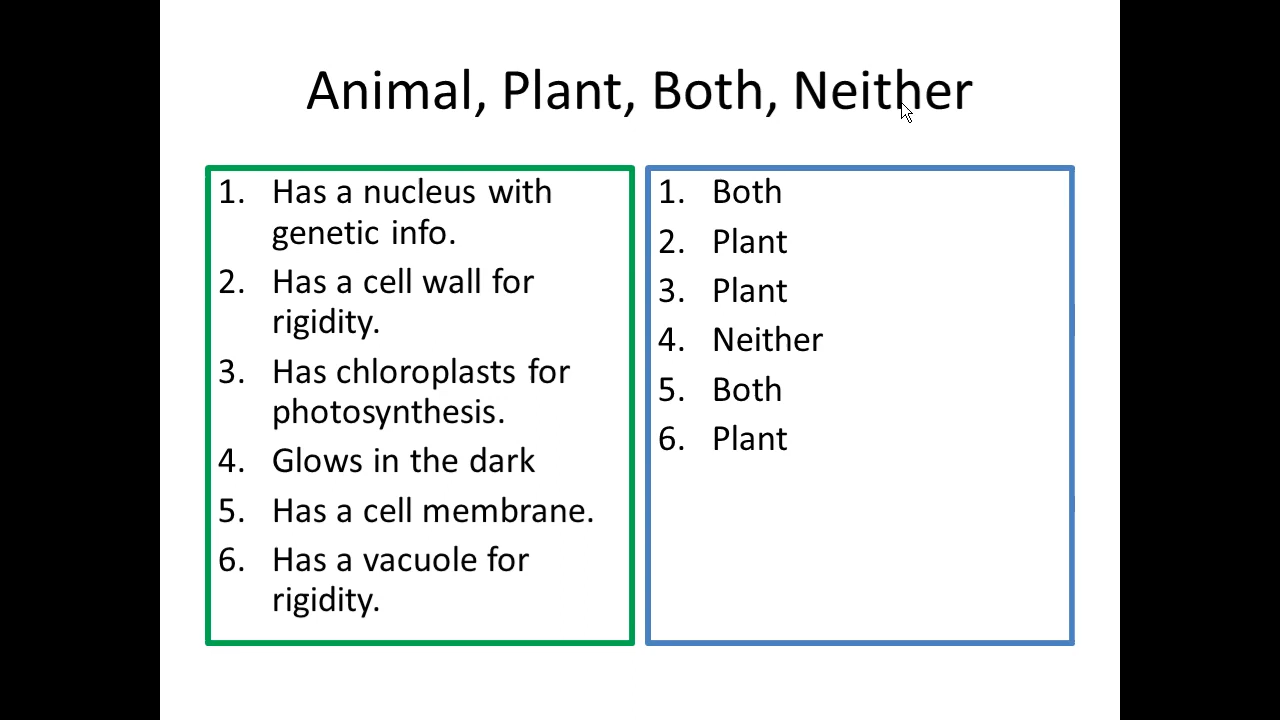 Animal, Plant, Both, Neither
1. Has a nucleus with
genetic info.
2. Has a cell wall for
rigidity.
3. Has chloroplasts for
photosynthesis.
4. Glows in the dark
5. Has a cell membrane.
6. Has a vacuole for
rigidity.
1. Both
2. Plant
3. Plant
4. Neither
5. Both
6. Plant